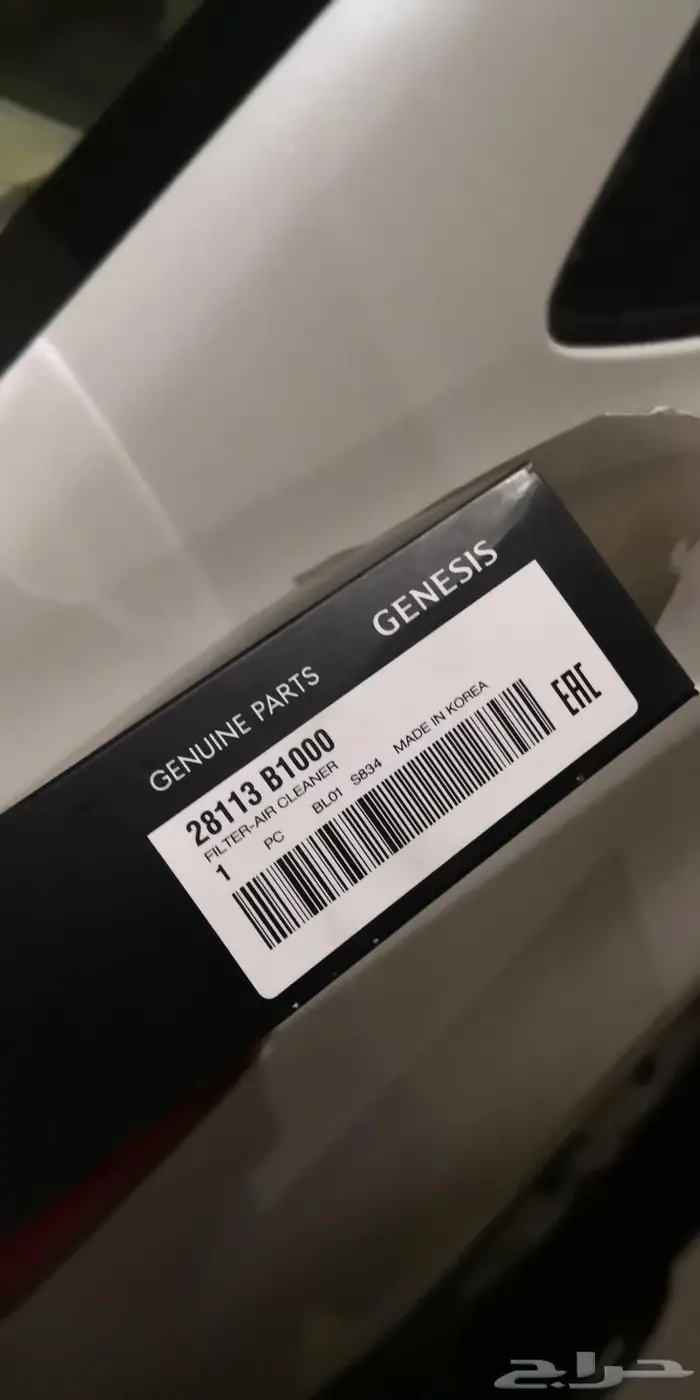 GENUINE PARTS GENESIS
28113 B1000
FILTER-AIR CLEANER
1 PC BL01 S834 MADE IN KOREA
EAC
حراج